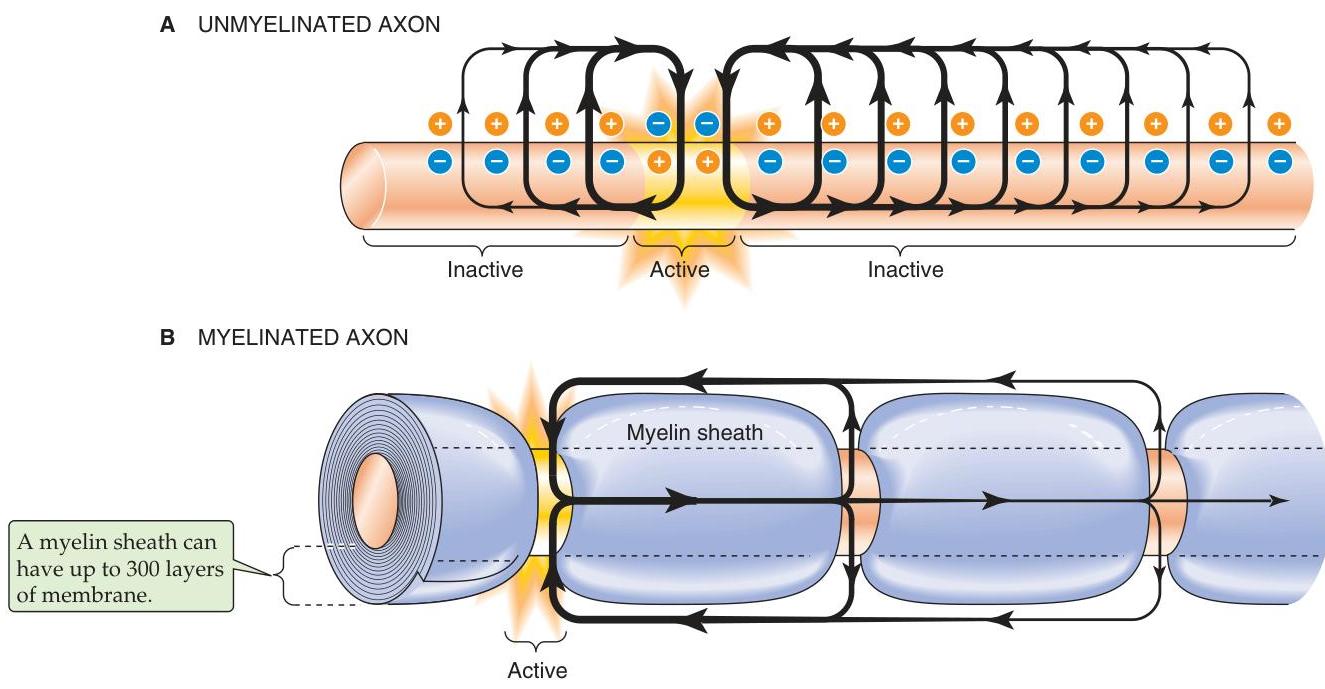 A UNMYELINATED AXON
+ + + + − − + + + + + + + + +
− − − − + + − − − − − − − − −
Inactive
Active
Inactive
B MYELINATED AXON
Myelin sheath
A myelin sheath can
have up to 300 layers
of membrane.
Active